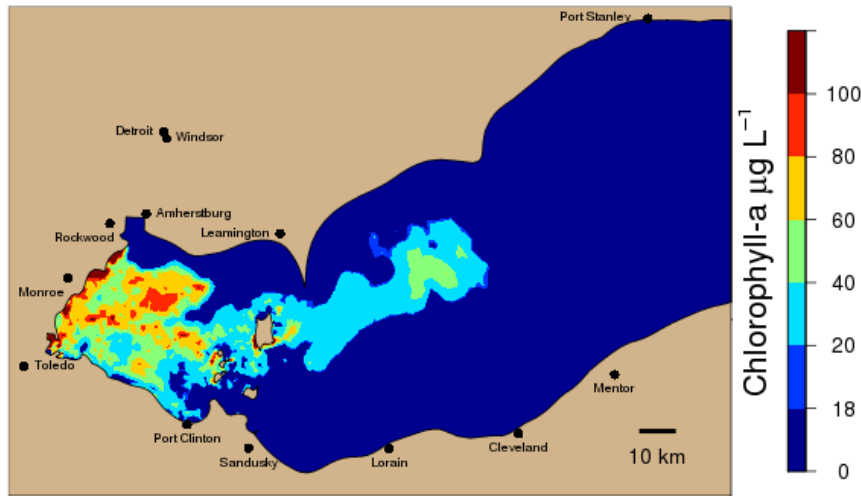 Port Stanley
Detroit
Windsor
Amherstburg
Rockwood
Leamington
Monroe
Toledo
Port Clinton
Sandusky
Lorain
Cleveland
Mentor
10 km
Chlorophyll-a µg L⁻¹
100
80
60
40
20
18
0